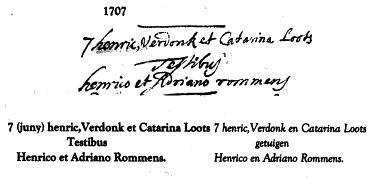 1707
7 henric, Verdonk et Catarina Loots
Testibus
henrico et Adriano rommens
7 (juny) henric,Verdonk et Catarina Loots
Testibus
Henrico et Adriano Rommens.
7 henric,Verdonk en Catarina Loots
getuigen
Henrico en Adriano Rommens.